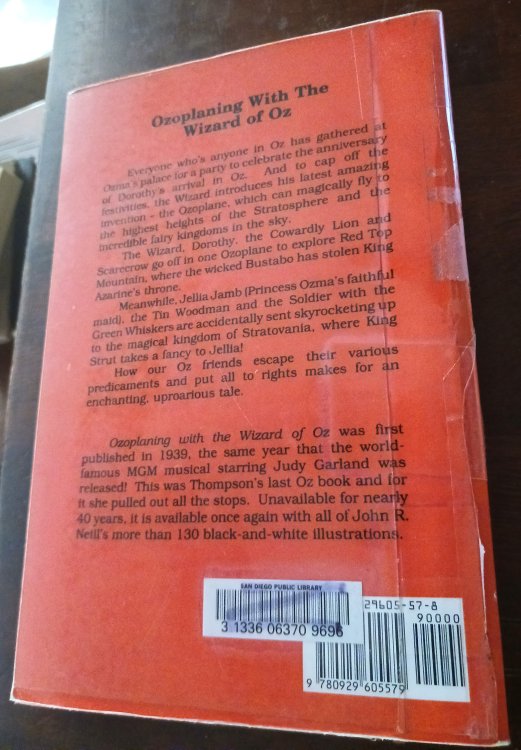 Ozoplaning With The
Wizard of Oz
Everyone who's anyone in Oz has gathered at
Ozma's palace for a party to celebrate the anniversary
of Dorothy's arrival in Oz. And to cap off the
festivities, the Wizard introduces his latest amazing
invention - the Ozoplane, which can magically fly to
the highest heights of the Stratosphere and the
incredible fairy kingdoms in the sky.
The Wizard, Dorothy, the Cowardly Lion and
Scarecrow go off in one Ozoplane to explore Red Top
Mountain, where the wicked Bustabo has stolen King
Azarine's throne.
Meanwhile, Jellia Jamb (Princess Ozma's faithful
maid), the Tin Woodman and the Soldier with the
Green Whiskers are accidentally sent skyrocketing up
to the magical kingdom of Stratovania, where King
Strut takes a fancy to Jellia!
How our Oz friends escape their various
predicaments and put all to rights makes for an
enchanting, uproarious tale.
Ozoplaning with the Wizard of Oz was first
published in 1939, the same year that the world-
famous MGM musical starring Judy Garland was
released! This was Thompson's last Oz book and for
it she pulled out all the stops. Unavailable for nearly
40 years, it is available once again with all of John R.
Neill's more than 130 black-and-white illustrations.
SAN DIEGO PUBLIC LIBRARY
3 1336 06370 9696
29605-57-8
90000
9 780929 605579